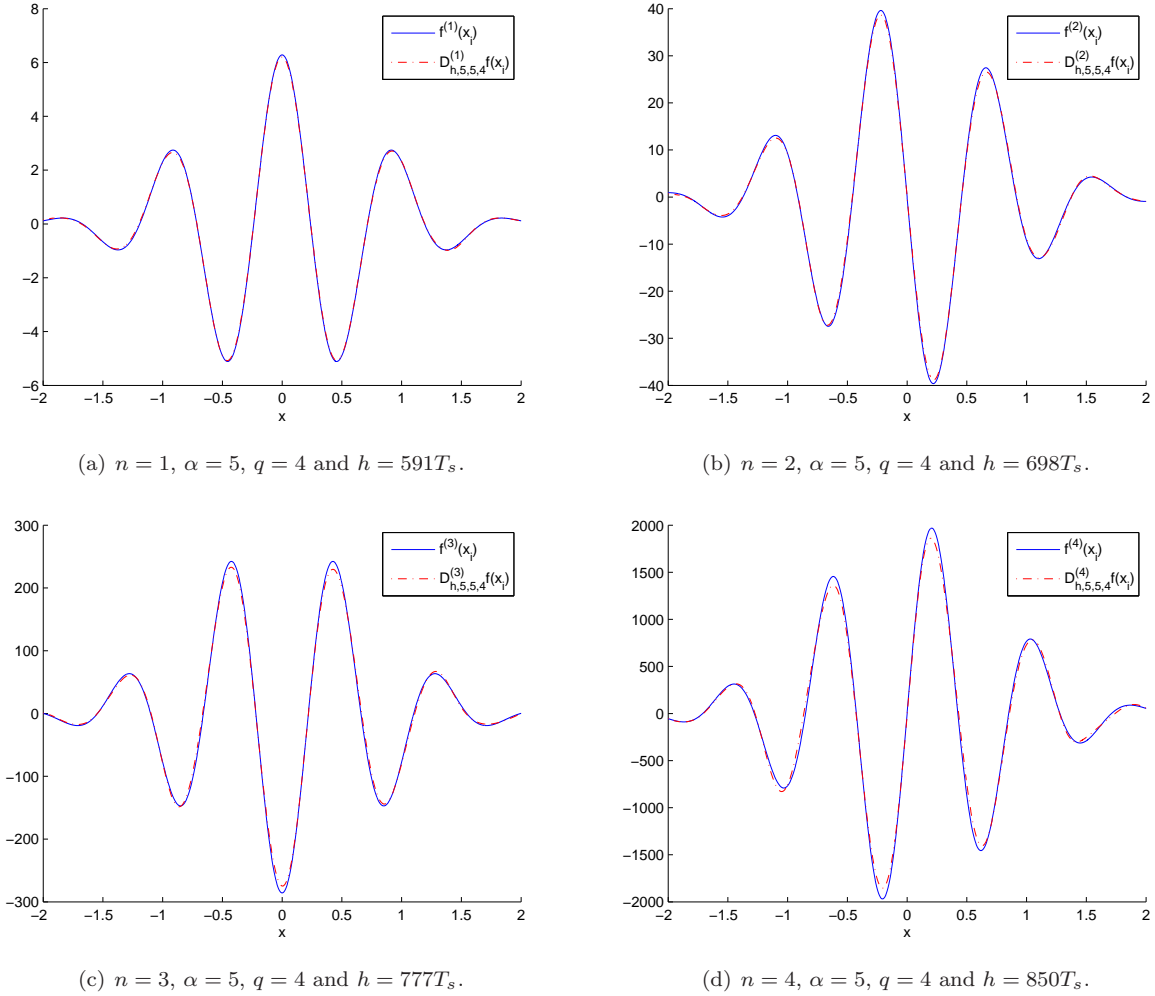 8
6
4
2
0
−2
−4
−6
−2 −1.5 −1 −0.5 0 0.5 1 1.5 2
x
f^(1)(x_i)
D^(1)_h,5,5,4 f(x_i)
(a) n = 1, α = 5, q = 4 and h = 591T_s.
40
30
20
10
0
−10
−20
−30
−40
−2 −1.5 −1 −0.5 0 0.5 1 1.5 2
x
f^(2)(x_i)
D^(2)_h,5,5,4 f(x_i)
(b) n = 2, α = 5, q = 4 and h = 698T_s.
300
200
100
0
−100
−200
−300
−2 −1.5 −1 −0.5 0 0.5 1 1.5 2
x
f^(3)(x_i)
D^(3)_h,5,5,4 f(x_i)
(c) n = 3, α = 5, q = 4 and h = 777T_s.
2000
1500
1000
500
0
−500
−1000
−1500
−2000
−2 −1.5 −1 −0.5 0 0.5 1 1.5 2
x
f^(4)(x_i)
D^(4)_h,5,5,4 f(x_i)
(d) n = 4, α = 5, q = 4 and h = 850T_s.